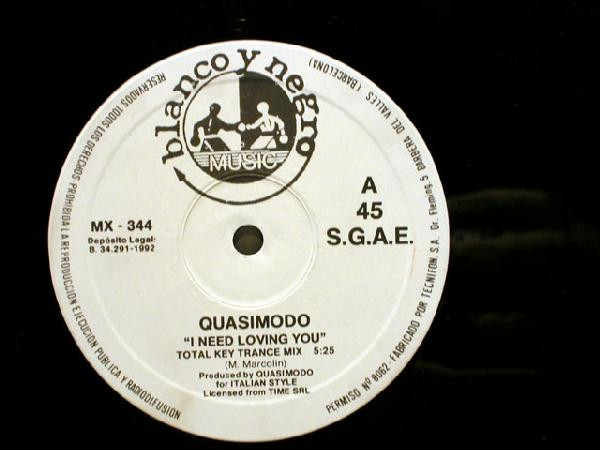 blanco y negro
MUSIC
A
45
S.G.A.E.
MX - 344
Depósito Legal:
B. 34.291-1992
QUASIMODO
"I NEED LOVING YOU"
TOTAL KEY TRANCE MIX 5:25
(M. Marcolin)
Produced by QUASIMODO
for ITALIAN STYLE
Licensed from TIME SRL
RESERVADOS TODOS LOS DERECHOS PROHIBIDA LA REPRODUCCION EJECUCION PUBLICA Y RADIODIFUSION
PERMISO Nº 8062 - FABRICADO POR TECNIFON, S.A. Dr. Fleming, 5 BARBERA DEL VALLES (BARCELONA)